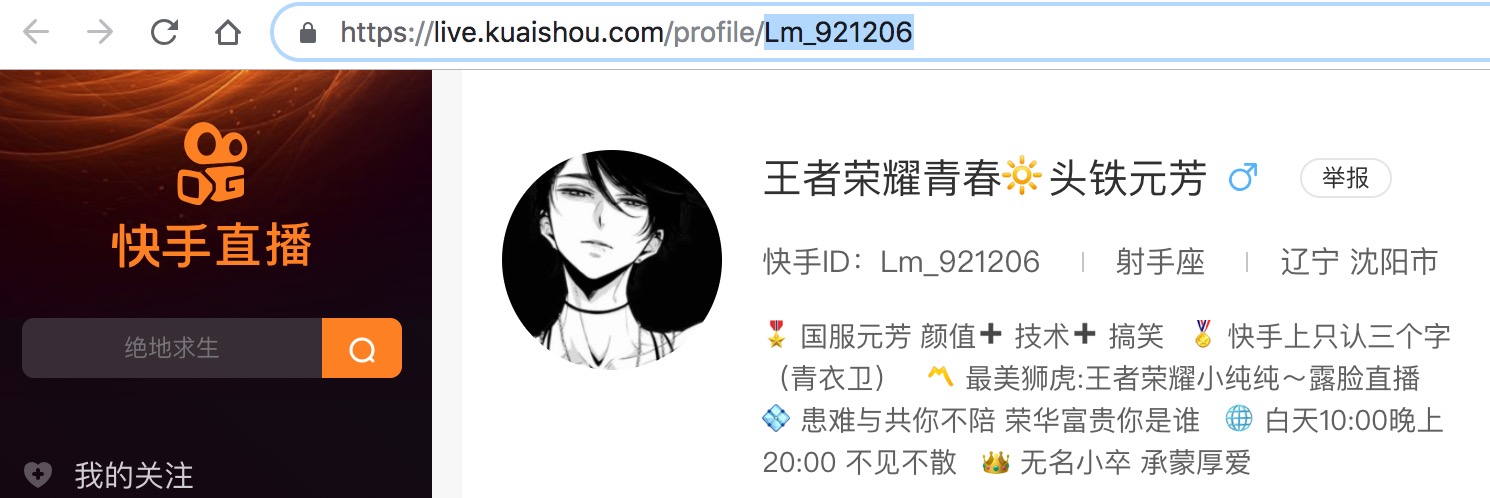 https://live.kuaishou.com/profile/Lm_921206
快手直播
绝地求生
我的关注
王者荣耀青春🔆头铁元芳 ♂ 举报
快手ID：Lm_921206 | 射手座 | 辽宁 沈阳市
🎖 国服元芳 颜值➕ 技术➕ 搞笑 🏅 快手上只认三个字
（青衣卫） 〽️ 最美狮虎:王者荣耀小纯纯～露脸直播
💠 患难与共你不陪 荣华富贵你是谁 🌐 白天10:00晚上
20:00 不见不散 👑 无名小卒 承蒙厚爱